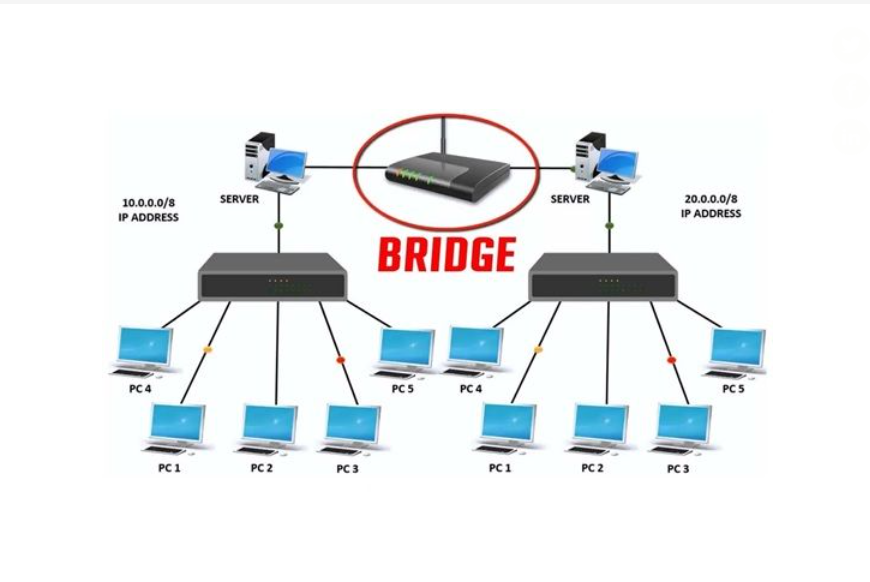 SERVER
10.0.0.0/8
IP ADDRESS
BRIDGE
SERVER
20.0.0.0/8
IP ADDRESS
PC 4
PC 5
PC 1
PC 2
PC 3
PC 4
PC 5
PC 1
PC 2
PC 3